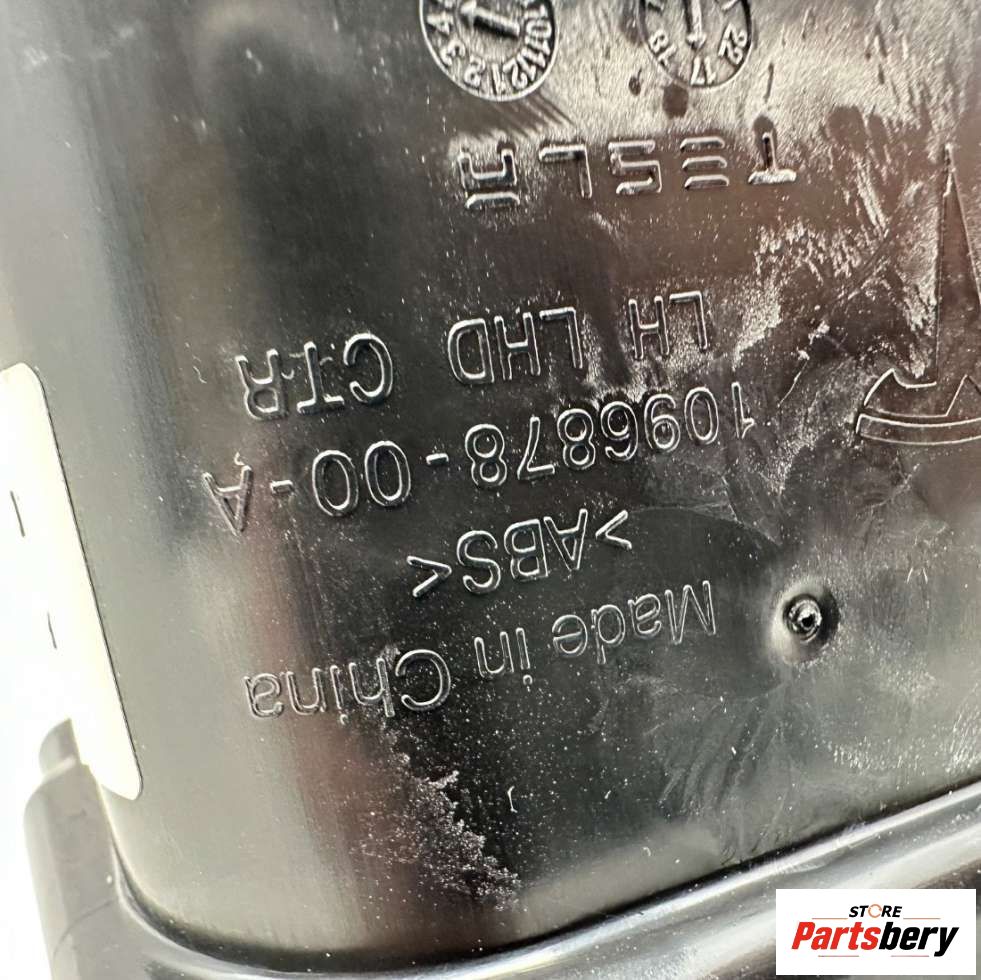 TESLA
LH LHD CTR
1096878-00-A
>ABS<
Made in China
STORE
Partsbery